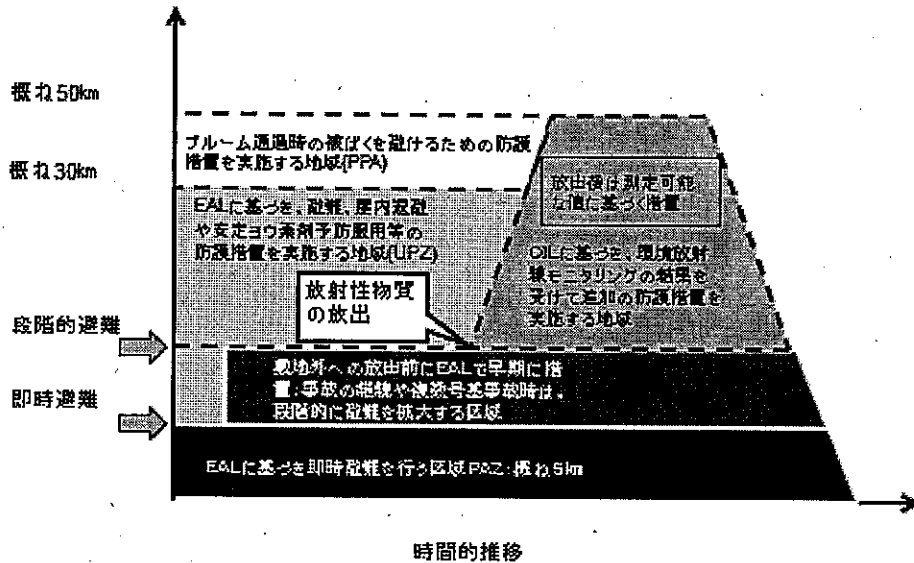 概ね50km
プルーム通過時の被ばくを避けるための防護
措置を実施する地域(PPA)
概ね30km
放出後は測定可能
な値に基づく措置
EALに基づき、避難、屋内退避
や安定ヨウ素剤予防服用等の
防護措置を実施する地域(UPZ)
OILに基づき、環境放射
線モニタリングの結果を
受けて追加の防護措置を
実施する地域
放射性物質
の放出
段階的避難
敷地外への放出前にEALで早期に措
置:事故の継続や複数号基事故時は、
段階的に避難を拡大する区域
即時避難
EALに基づき即時避難を行う区域PAZ:概ね5km
時間的推移